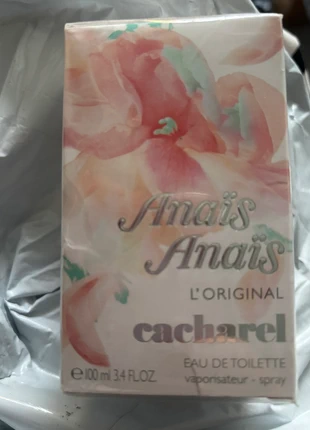 Anaïs
Anaïs
L'ORIGINAL
cacharel
EAU DE TOILETTE
vaporisateur - spray
℮100 ml 3.4 FL.OZ.